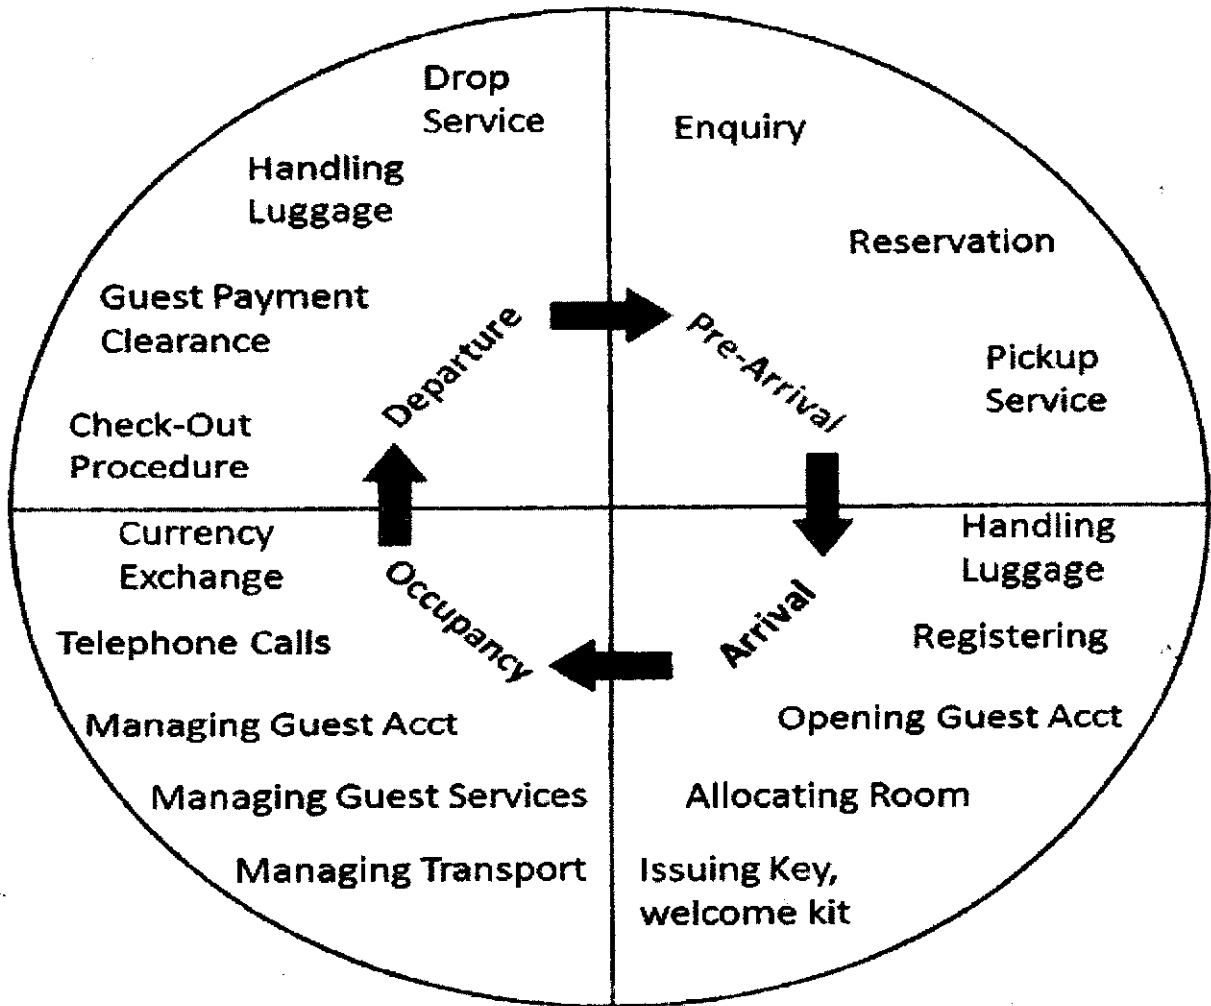 Drop
Service
Enquiry
Handling
Luggage
Reservation
Guest Payment
Clearance
Departure
Pre-Arrival
Pickup
Service
Check-Out
Procedure
Currency
Exchange
Handling
Luggage
Occupancy
Arrival
Telephone Calls
Registering
Managing Guest Acct
Opening Guest Acct
Managing Guest Services
Allocating Room
Managing Transport
Issuing Key,
welcome kit